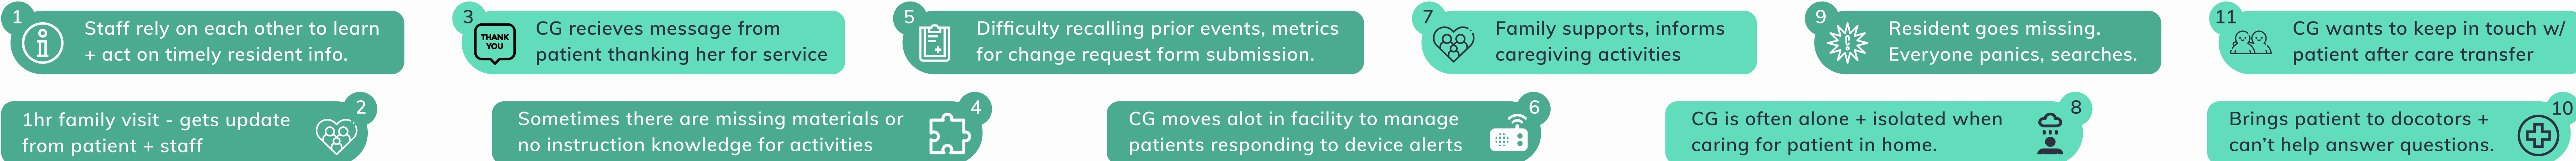 1
Staff rely on each other to learn
+ act on timely resident info.
2
1hr family visit - gets update
from patient + staff
3
THANK
YOU
CG recieves message from
patient thanking her for service
4
Sometimes there are missing materials or
no instruction knowledge for activities
5
Difficulty recalling prior events, metrics
for change request form submission.
6
CG moves alot in facility to manage
patients responding to device alerts
7
Family supports, informs
caregiving activities
8
CG is often alone + isolated when
caring for patient in home.
9
Resident goes missing.
Everyone panics, searches.
10
Brings patient to docotors +
can't help answer questions.
11
CG wants to keep in touch w/
patient after care transfer